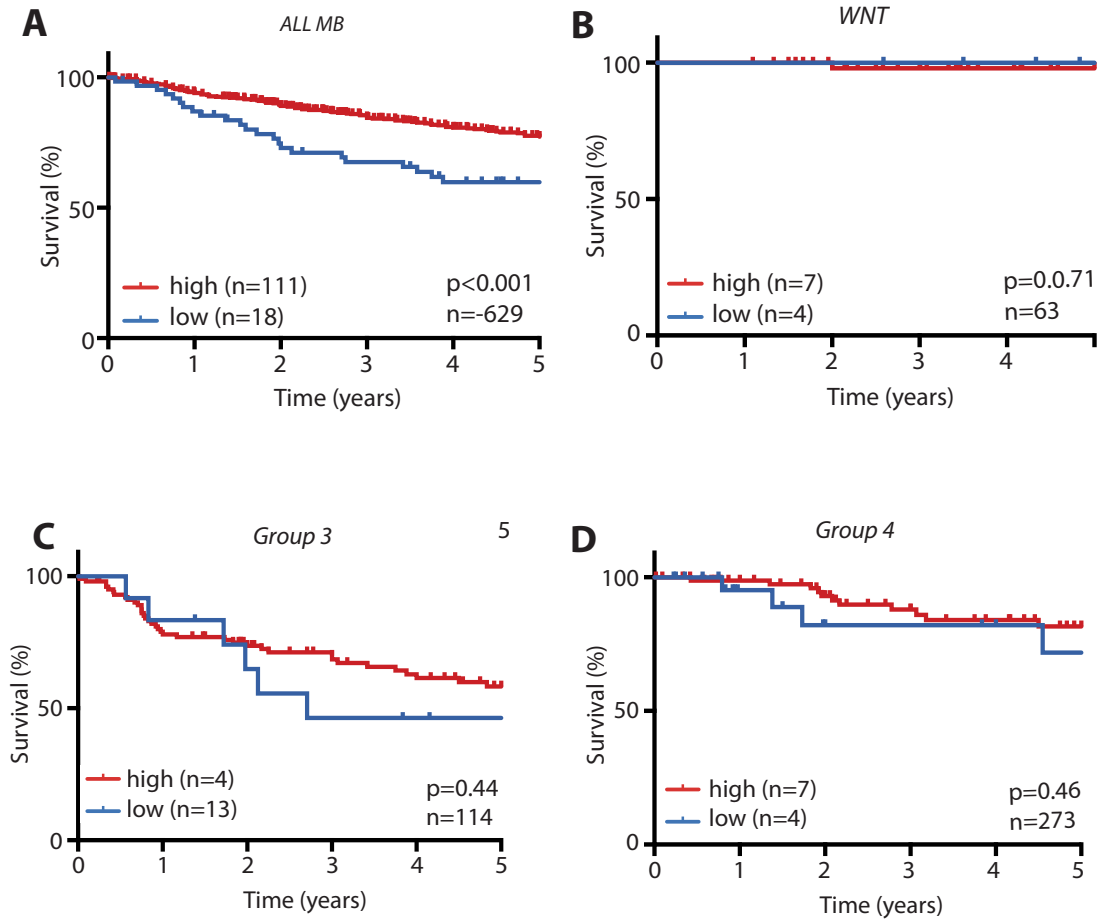 A
ALL MB
Survival (%)
100
50
0
high (n=111)
low (n=18)
p<0.001
n=-629
0 1 2 3 4 5
Time (years)
B
WNT
Survival (%)
100
50
0
high (n=7)
low (n=4)
p=0.0.71
n=63
0 1 2 3 4
Time (years)
C
Group 3
5
Survival (%)
100
50
0
high (n=4)
low (n=13)
p=0.44
n=114
0 1 2 3 4 5
Time (years)
D
Group 4
Survival (%)
100
50
0
high (n=7)
low (n=4)
p=0.46
n=273
0 1 2 3 4 5
Time (years)